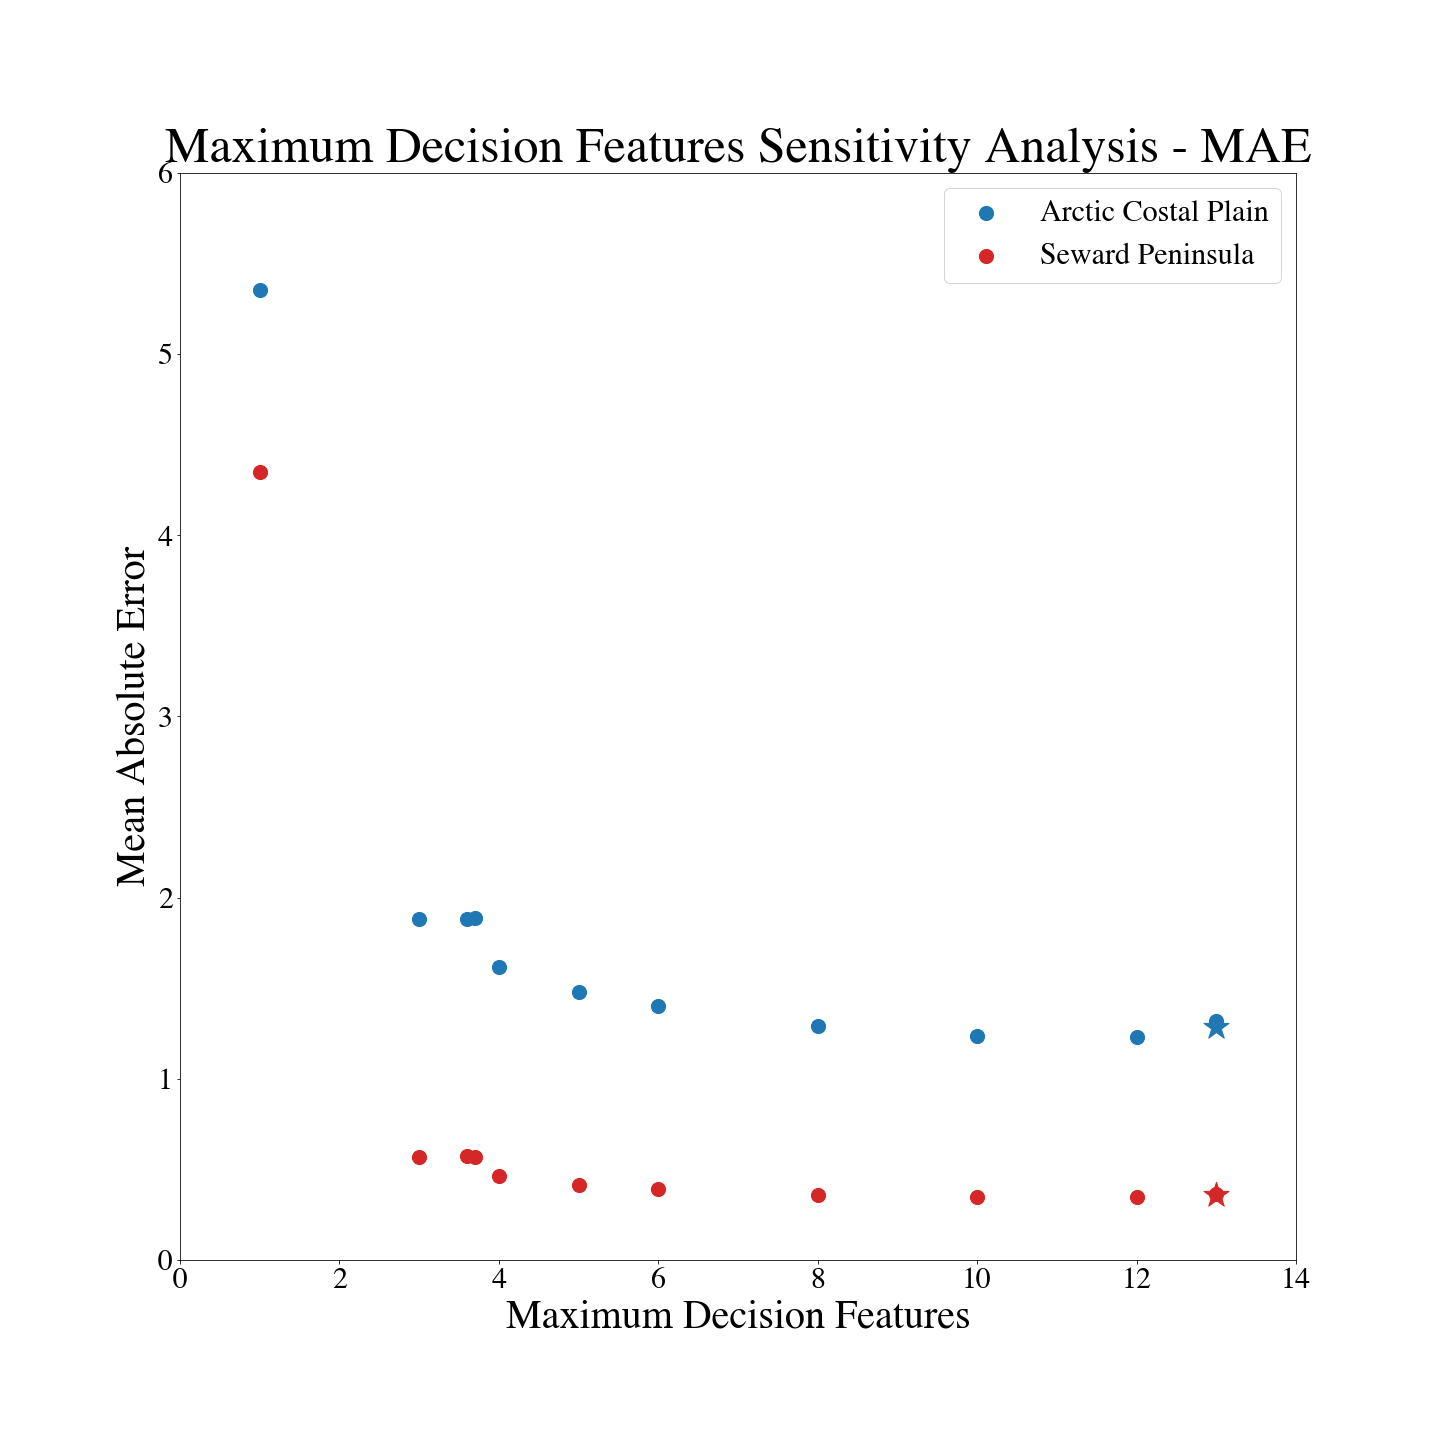 Maximum Decision Features Sensitivity Analysis - MAE
Arctic Costal Plain
Seward Peninsula
6
5
4
3
2
1
0
Mean Absolute Error
0 2 4 6 8 10 12 14
Maximum Decision Features